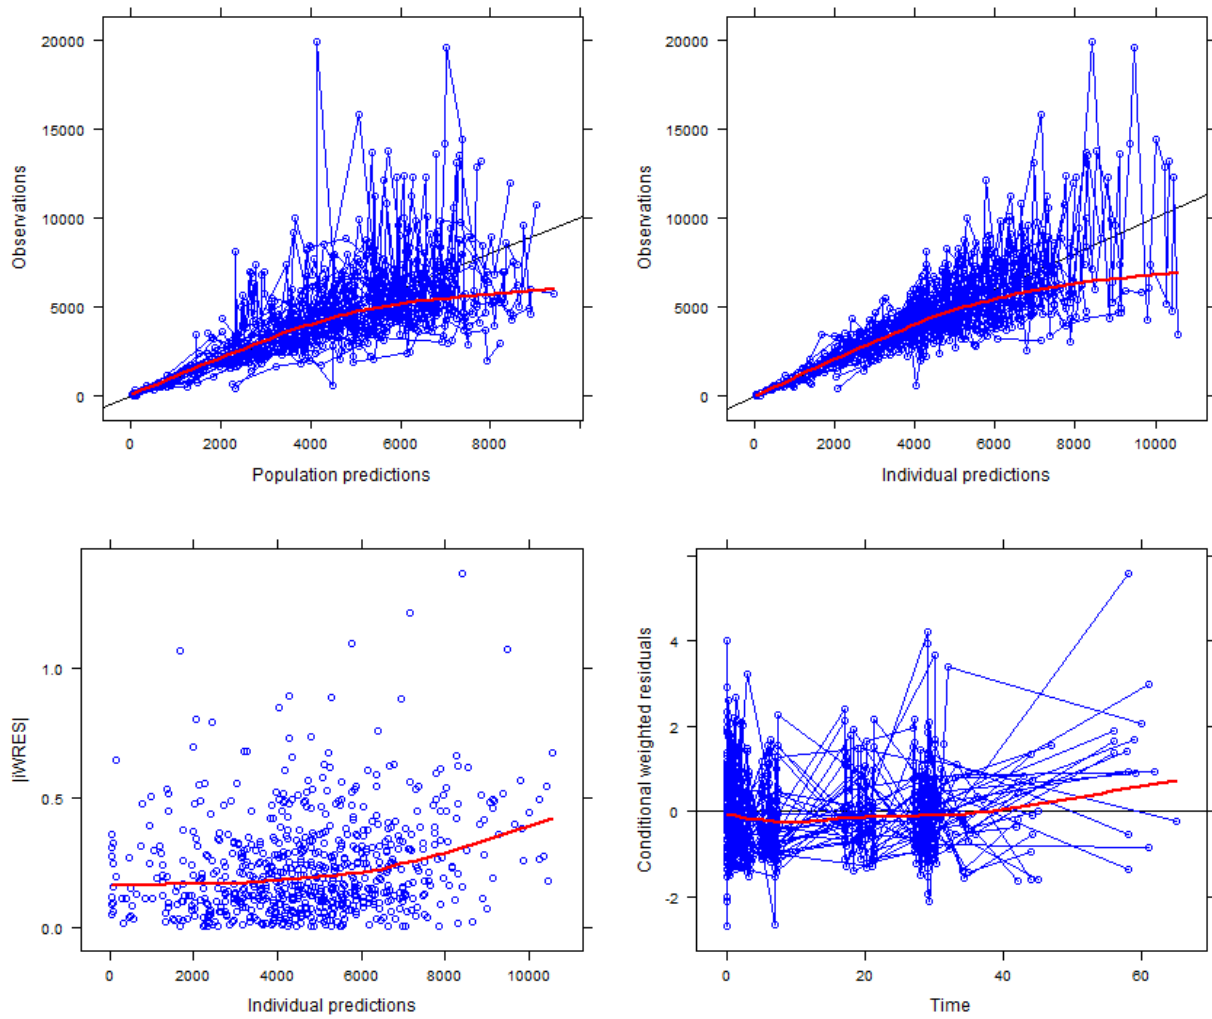 20000
15000
10000
5000
0
Observations
0 2000 4000 6000 8000
Population predictions
20000
15000
10000
5000
0
Observations
0 2000 4000 6000 8000 10000
Individual predictions
1.0
0.5
0.0
|iWRES|
0 2000 4000 6000 8000 10000
Individual predictions
4
2
0
-2
Conditional weighted residuals
0 20 40 60
Time